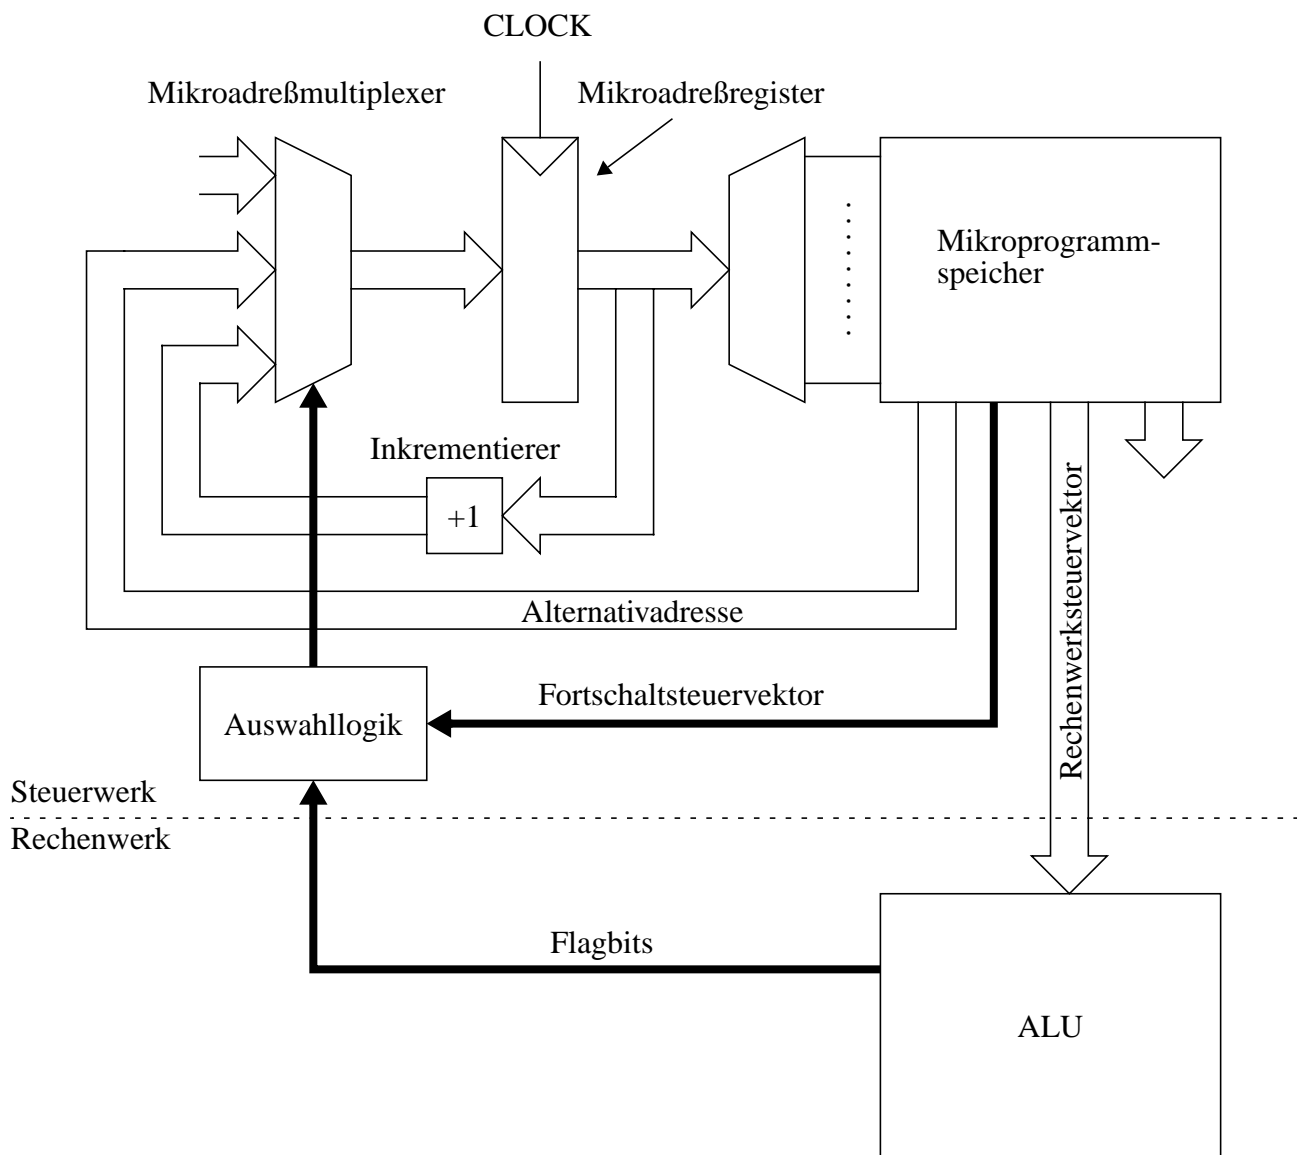 CLOCK
Mikroadreßmultiplexer
Mikroadreßregister
Mikroprogramm-
speicher
Inkrementierer
+1
Alternativadresse
Rechenwerksteuervektor
Fortschaltsteuervektor
Auswahllogik
Steuerwerk
Rechenwerk
Flagbits
ALU